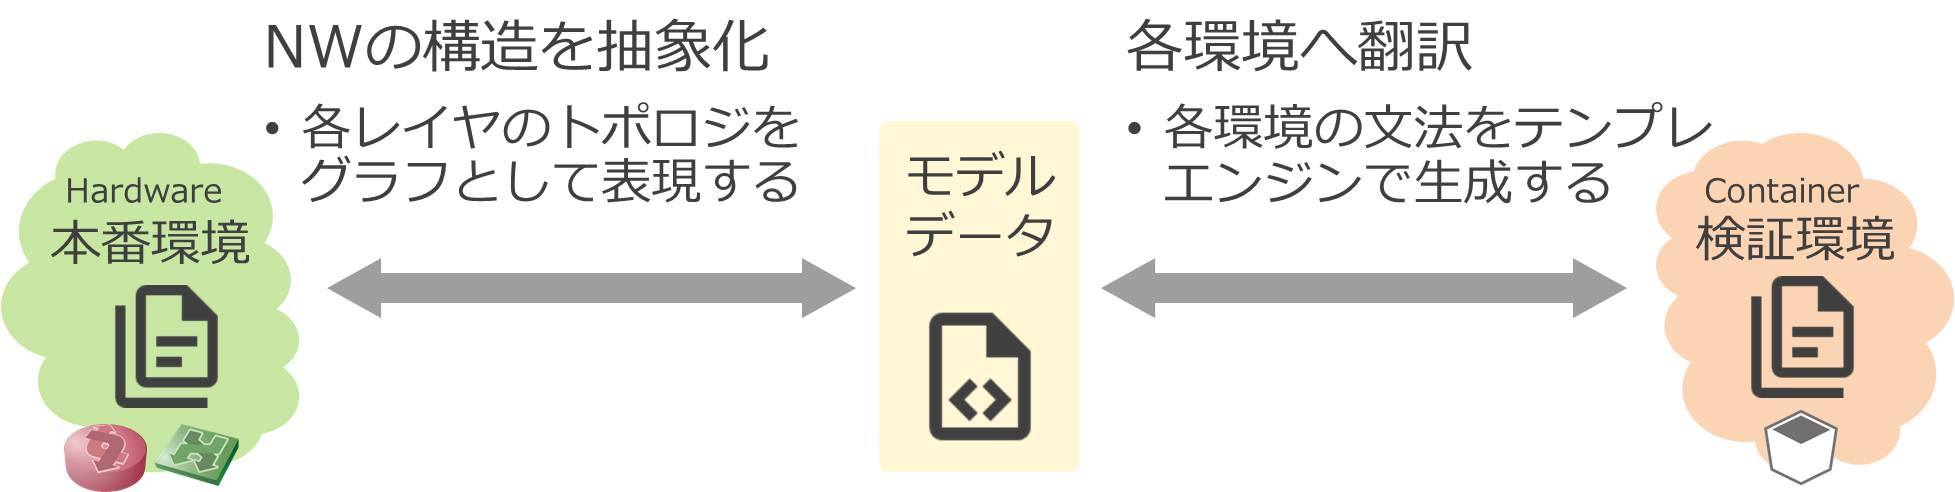 NWの構造を抽象化
• 各レイヤのトポロジを
グラフとして表現する
各環境へ翻訳
• 各環境の文法をテンプレ
エンジンで生成する
Hardware
本番環境
モデル
データ
Container
検証環境